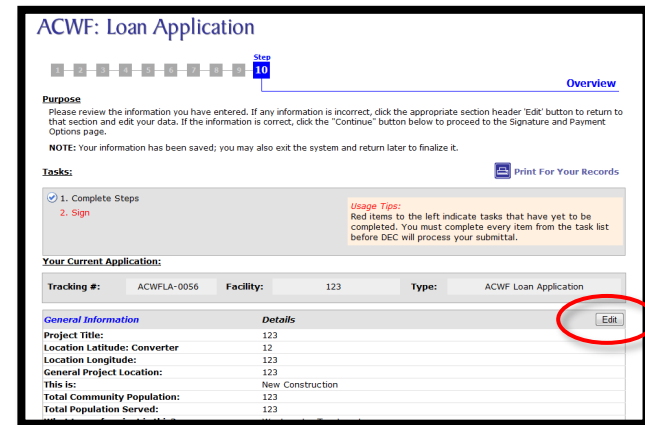 ACWF: Loan Application
Step
1 2 3 4 5 6 7 8 9 10
Overview
Purpose
Please review the information you have entered. If any information is incorrect, click the appropriate section header 'Edit' button to return to
that section and edit your data. If the information is correct, click the "Continue" button below to proceed to the Signature and Payment
Options page.
NOTE: Your information has been saved; you may also exit the system and return later to finalize it.
Tasks:
Print For Your Records
1. Complete Steps
2. Sign
Usage Tips:
Red items to the left indicate tasks that have yet to be
completed. You must complete every item from the task list
before DEC will process your submittal.
Your Current Application:
Tracking #: ACWFLA-0056 Facility: 123 Type: ACWF Loan Application
General Information Details Edit
Project Title: 123
Location Latitude: Converter 12
Location Longitude: 123
General Project Location: 123
This is: New Construction
Total Community Population: 123
Total Population Served: 123